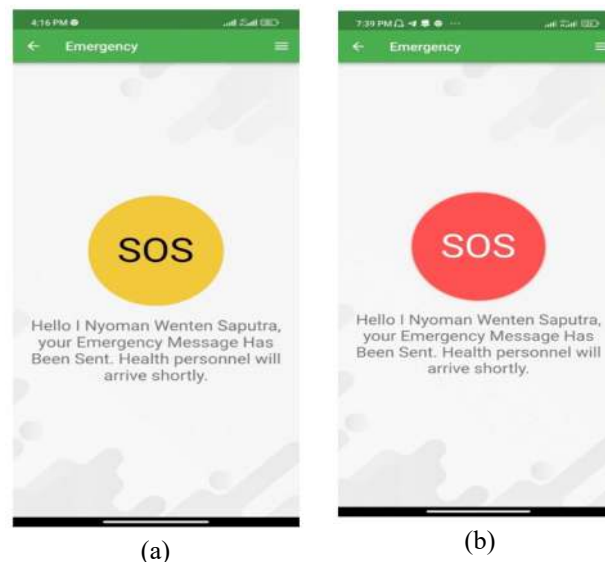 4:16 PM
Emergency
SOS
Hello I Nyoman Wenten Saputra,
your Emergency Message Has
Been Sent. Health personnel will
arrive shortly.
(a)
7:39 PM
Emergency
SOS
Hello I Nyoman Wenten Saputra,
your Emergency Message Has
Been Sent. Health personnel will
arrive shortly.
(b)